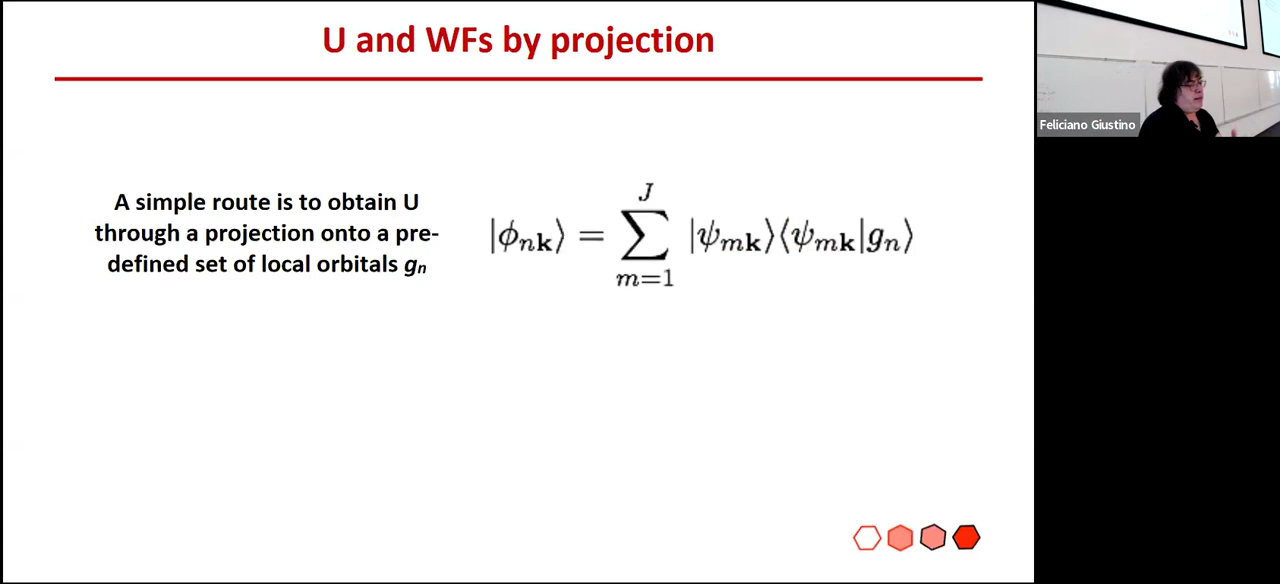 U and WFs by projection
A simple route is to obtain U
through a projection onto a pre-
defined set of local orbitals gₙ
|ϕₙ𝐤⟩ = ∑_{m=1}^{J} |ψₘ𝐤⟩⟨ψₘ𝐤|gₙ⟩
Feliciano Giustino